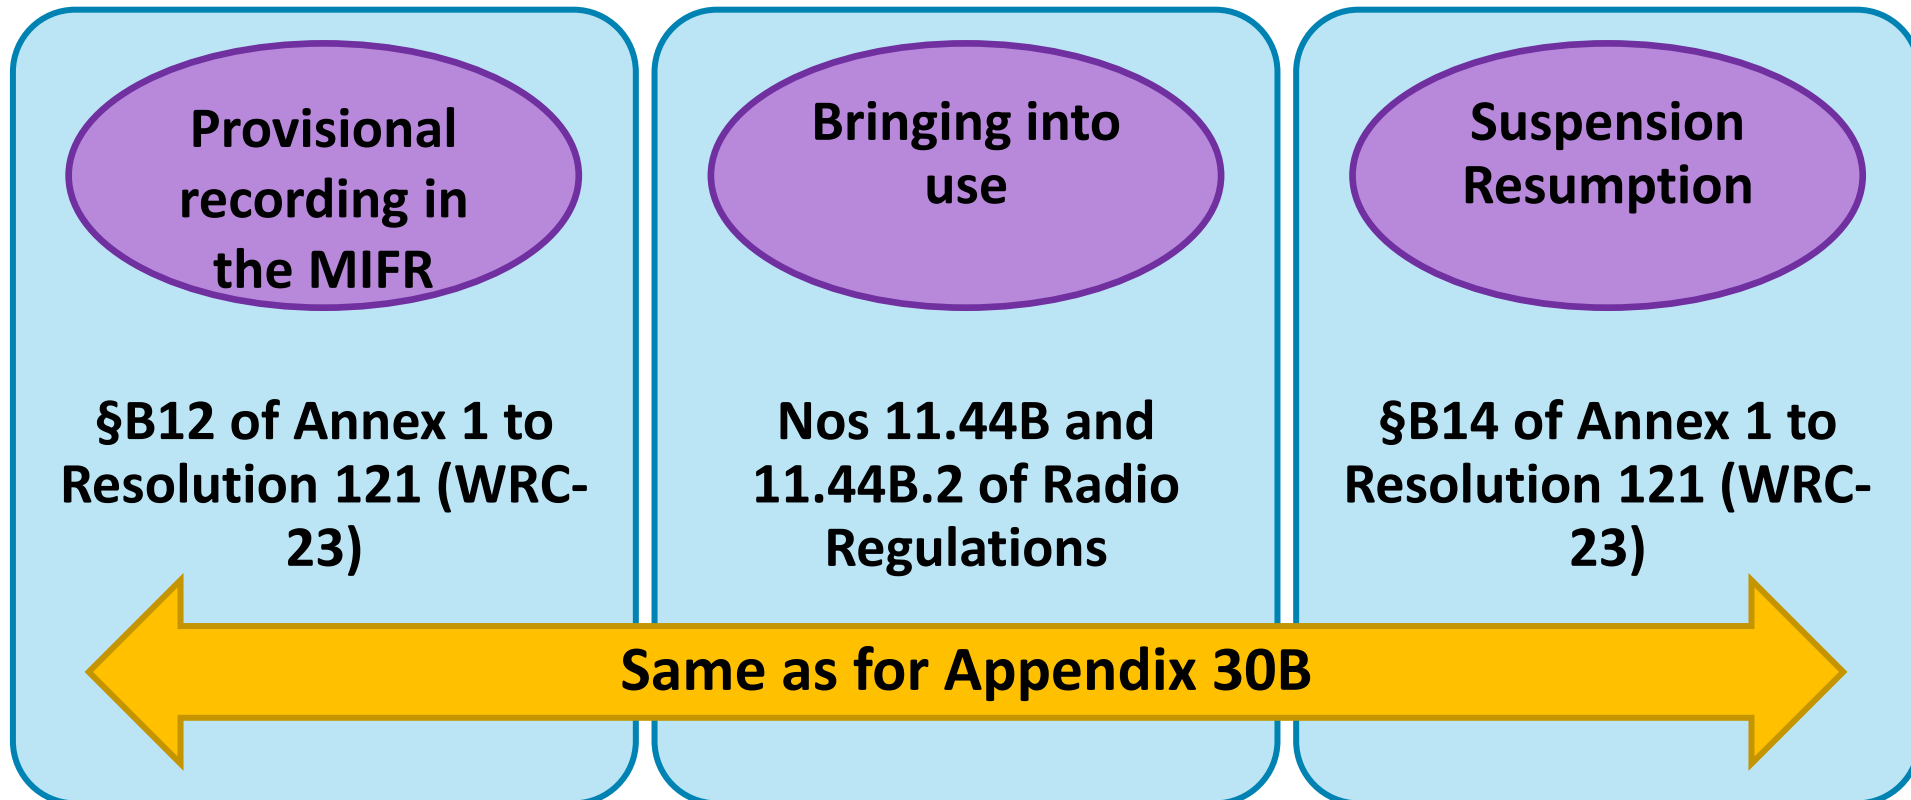 Provisional
recording in
the MIFR
§B12 of Annex 1 to
Resolution 121 (WRC-
23)
Bringing into
use
Nos 11.44B and
11.44B.2 of Radio
Regulations
Suspension
Resumption
§B14 of Annex 1 to
Resolution 121 (WRC-
23)
Same as for Appendix 30B